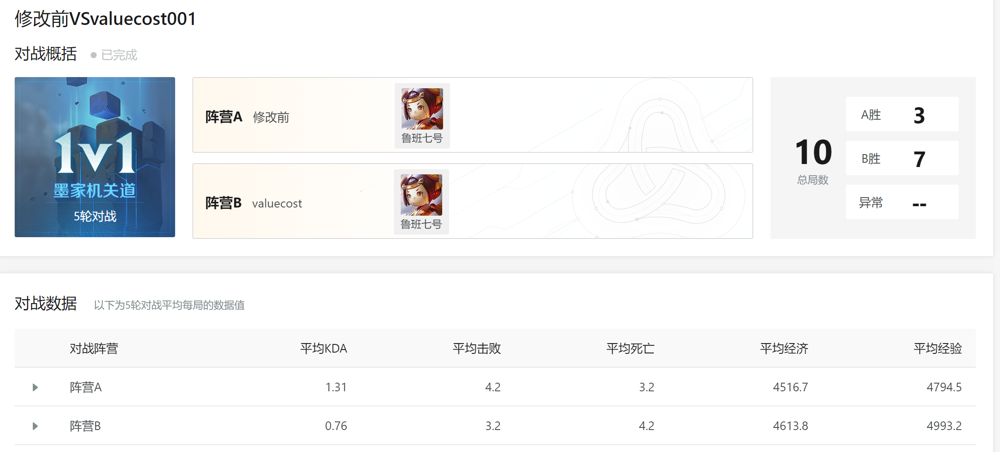 修改前VSvaluecost001
对战概括 已完成
1v1
墨家机关道
5轮对战
阵营A 修改前
鲁班七号
阵营B valuecost
鲁班七号
10
总局数
A胜 3
B胜 7
异常 --
对战数据 以下为5轮对战平均每局的数据值
对战阵营 平均KDA 平均击败 平均死亡 平均经济 平均经验
阵营A 1.31 4.2 3.2 4516.7 4794.5
阵营B 0.76 3.2 4.2 4613.8 4993.2